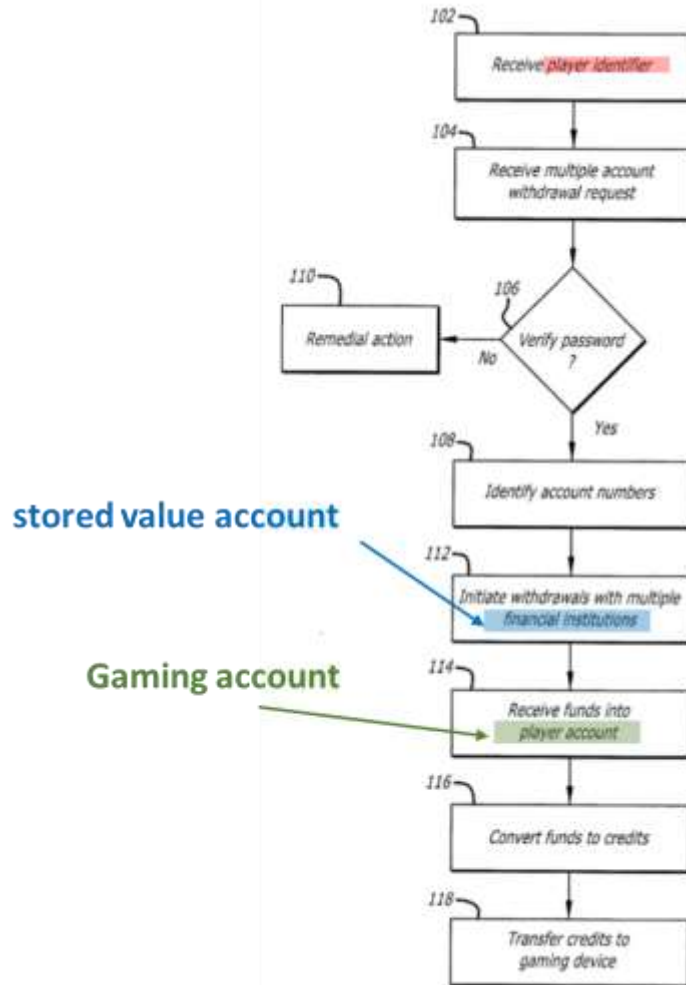 102
Receive player identifier
104
Receive multiple account
withdrawal request
110
106
Remedial action
Verify password
?
No
Yes
108
Identify account numbers
stored value account
112
Initiate withdrawals with multiple
financial institutions
Gaming account
114
Receive funds into
player account
116
Convert funds to credits
118
Transfer credits to
gaming device